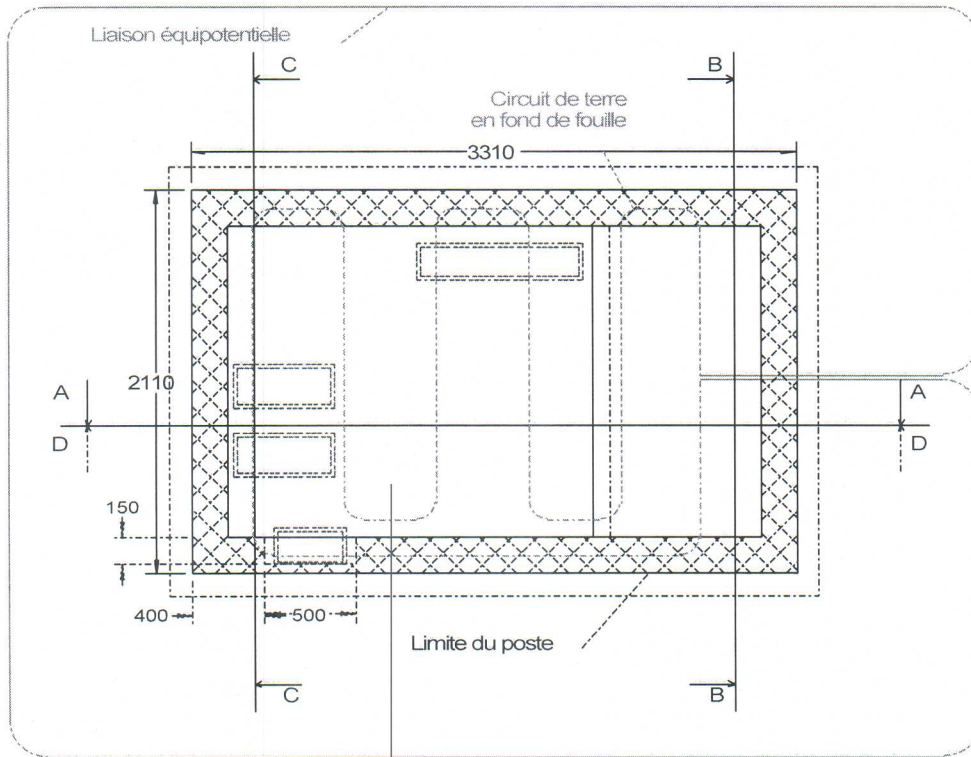 Liaison équipotentielle
C
B
Circuit de terre
en fond de fouille
3310
2110
A
A
D
D
150
400
500
Limite du poste
C
B